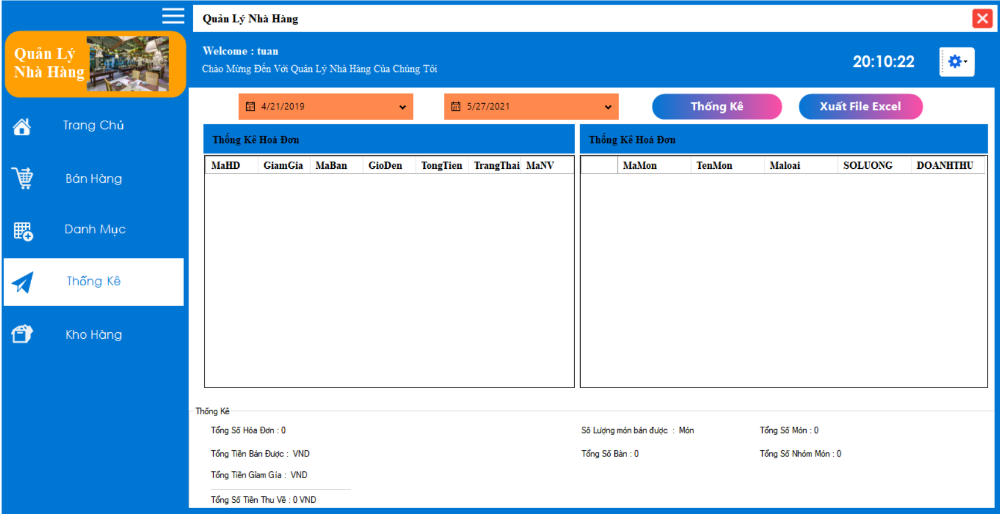 Quản Lý Nhà Hàng
Quản Lý
Nhà Hàng
Welcome : tuan
Chào Mừng Đến Với Quản Lý Nhà Hàng Của Chúng Tôi
20:10:22
Trang Chủ
Bán Hàng
Danh Mục
Thống Kê
Kho Hàng
4/21/2019
5/27/2021
Thống Kê
Xuất File Excel
Thống Kê Hoá Đơn
MaHD GiamGia MaBan GioDen TongTien TrangThai MaNV
Thống Kê Hoá Đơn
MaMon TenMon Maloai SOLUONG DOANHTHU
Thống Kê
Tổng Số Hóa Đơn : 0
Tổng Tiền Bán Được : VND
Tổng Tiền Giảm Gía : VND
Tổng Số Tiền Thu Về : 0 VND
Sô Lượng món bán được : Món
Tổng Số Bàn : 0
Tổng Số Món : 0
Tổng Số Nhóm Món : 0